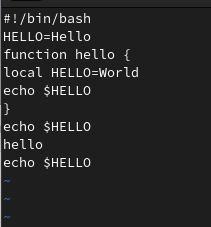 #!/bin/bash
HELLO=Hello
function hello {
local HELLO=World
echo $HELLO
}
echo $HELLO
hello
echo $HELLO
~
~
~